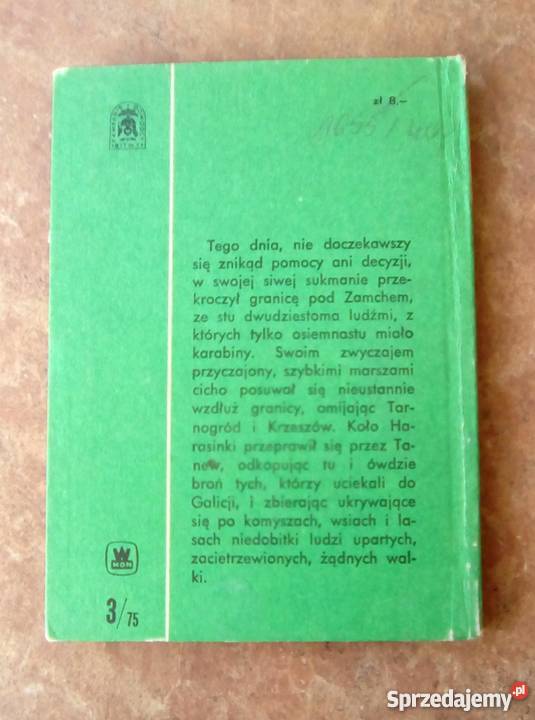 zł 8.-
Tego dnia, nie doczekawszy
się znikąd pomocy ani decyzji,
w swojej siwej sukmanie prze-
kroczył granicę pod Zamchem,
ze stu dwudziestoma ludźmi, z
których tylko osiemnastu miało
karabiny. Swoim zwyczajem
przyczajony, szybkimi marszami
cicho posuwał się nieustannie
wzdłuż granicy, omijając Tar-
nogród i Krzeszów. Koło Ha-
rasinki przeprawił się przez Ta-
new, odkopując tu i ówdzie
broń tych, którzy uciekali do
Galicji, i zbierając ukrywające
się po komyszach, wsiach i la-
sach niedobitki ludzi upartych,
zacietrzewionych, żądnych wal-
ki.
MON
3/75
Sprzedajemy.pl